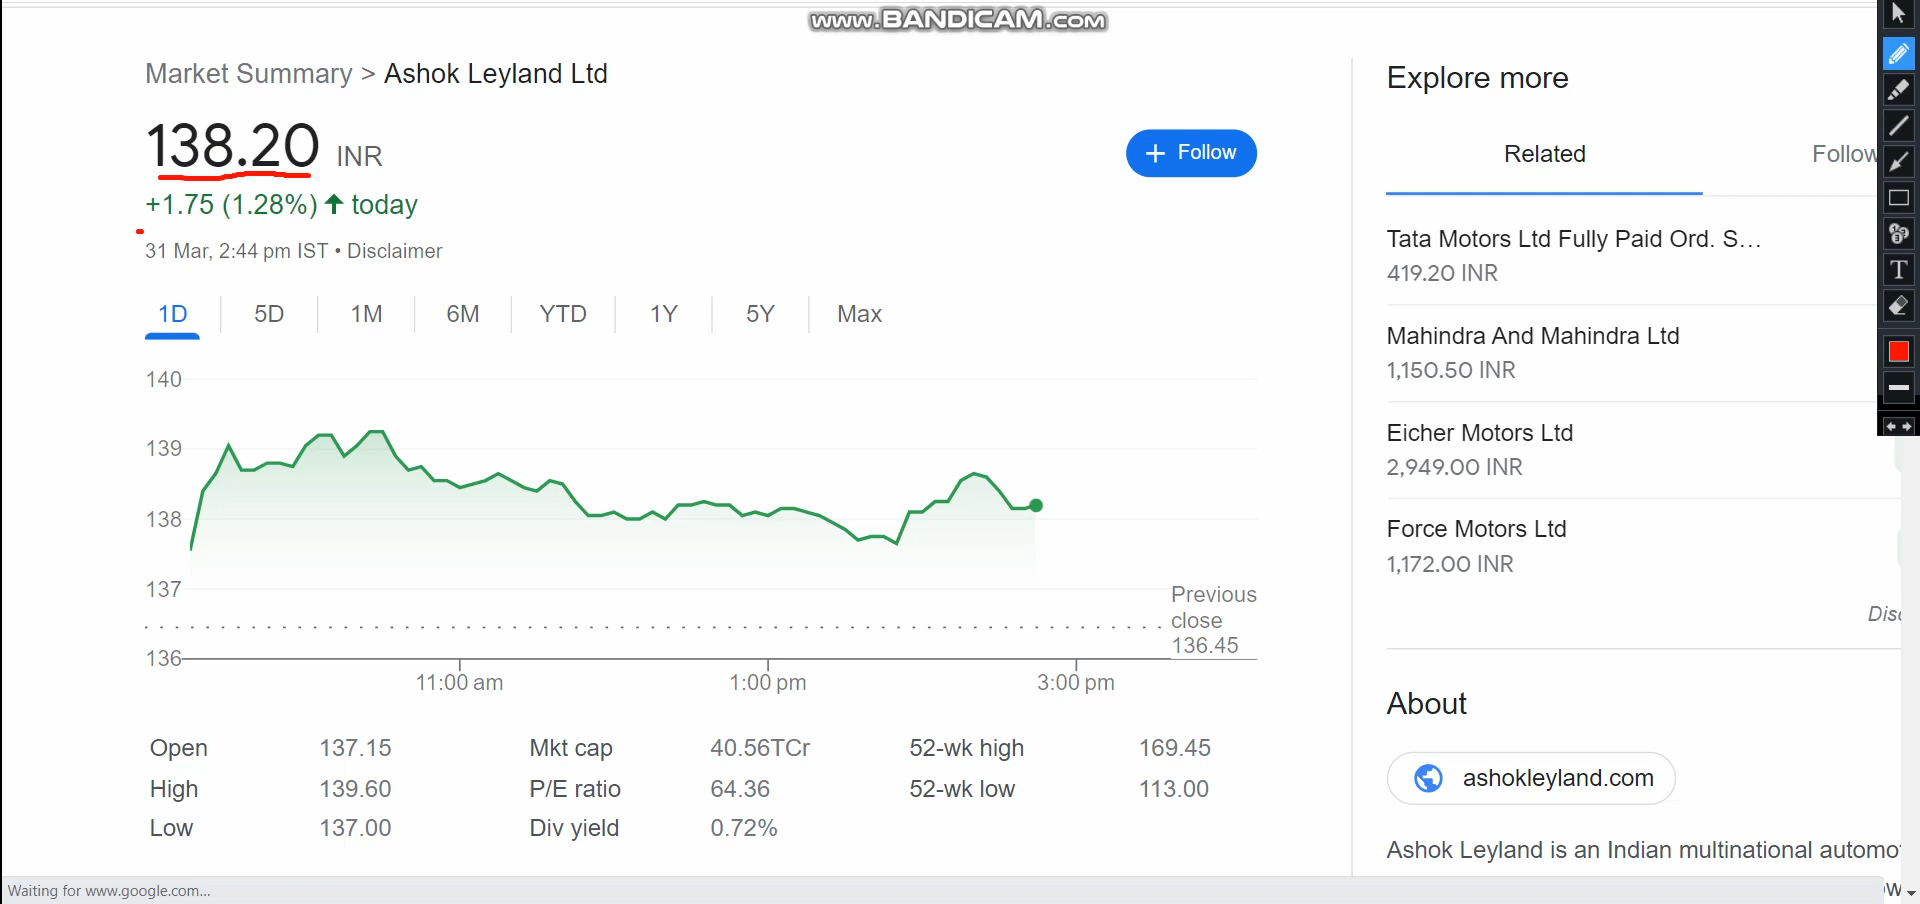 www.BANDICAM.com
Market Summary > Ashok Leyland Ltd
138.20 INR
+ Follow
+1.75 (1.28%) ↑ today
31 Mar, 2:44 pm IST • Disclaimer
1D 5D 1M 6M YTD 1Y 5Y Max
140
139
138
137
136
Previous
close
136.45
11:00 am 1:00 pm 3:00 pm
Open 137.15 Mkt cap 40.56TCr 52-wk high 169.45
High 139.60 P/E ratio 64.36 52-wk low 113.00
Low 137.00 Div yield 0.72%
Explore more
Related Follow
Tata Motors Ltd Fully Paid Ord. S…
419.20 INR
Mahindra And Mahindra Ltd
1,150.50 INR
Eicher Motors Ltd
2,949.00 INR
Force Motors Ltd
1,172.00 INR
Disc
About
ashokleyland.com
Ashok Leyland is an Indian multinational automo
Waiting for www.google.com...